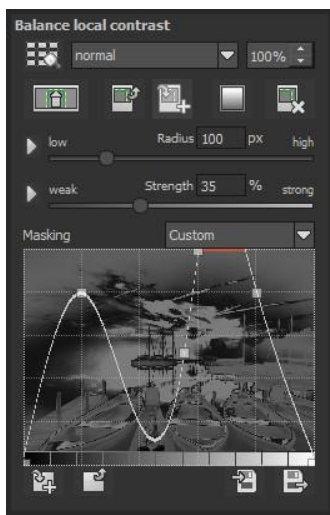 Balance local contrast
normal 100%
low Radius 100 px high
weak Strength 35 % strong
Masking Custom